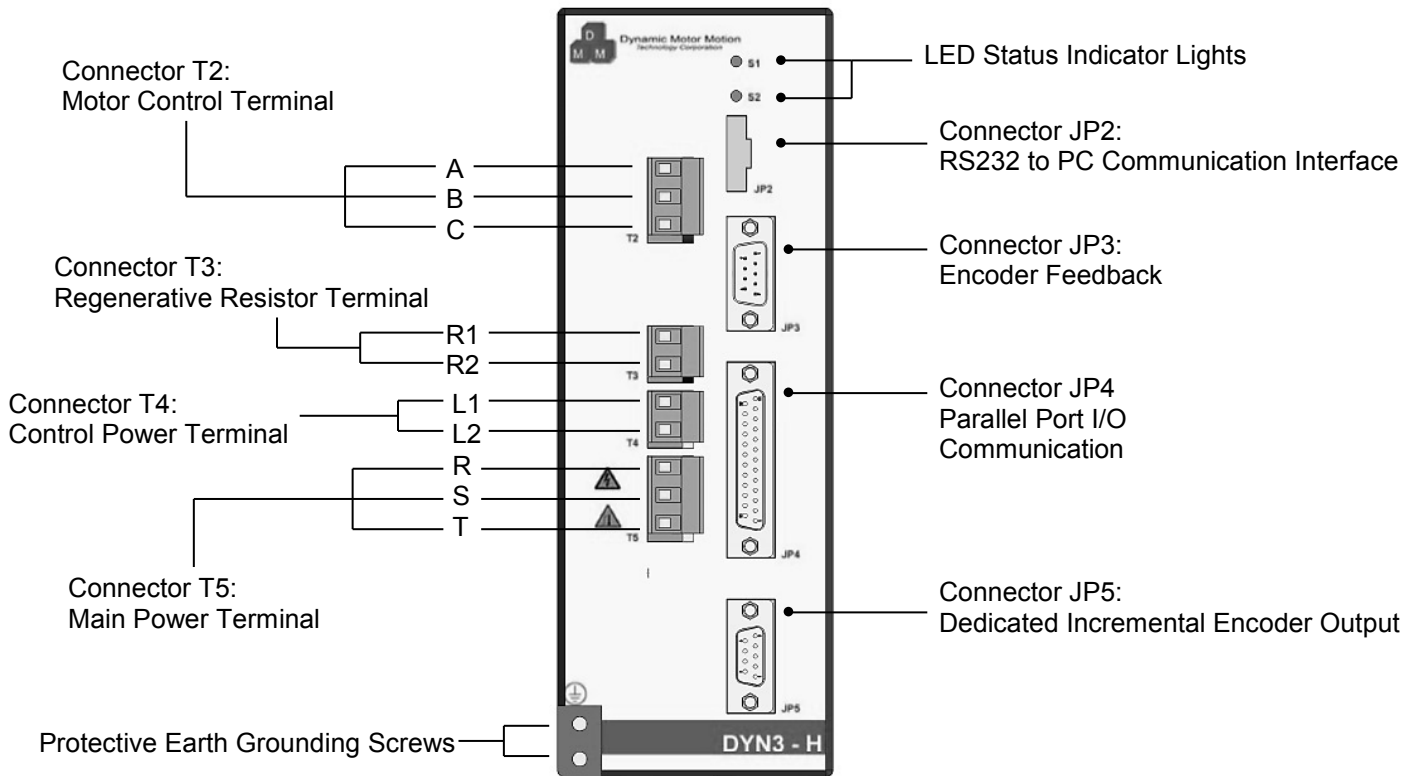 D
M M
Dynamic Motor Motion
Technology Corporation
S1
S2
LED Status Indicator Lights
Connector T2:
Motor Control Terminal
Connector JP2:
RS232 to PC Communication Interface
JP2
A
B
C
T2
Connector JP3:
Encoder Feedback
JP3
Connector T3:
Regenerative Resistor Terminal
R1
R2
T3
Connector T4:
Control Power Terminal
L1
L2
T4
Connector JP4
Parallel Port I/O
Communication
JP4
R
S
T
T5
Connector T5:
Main Power Terminal
Connector JP5:
Dedicated Incremental Encoder Output
JP5
Protective Earth Grounding Screws
DYN3 - H